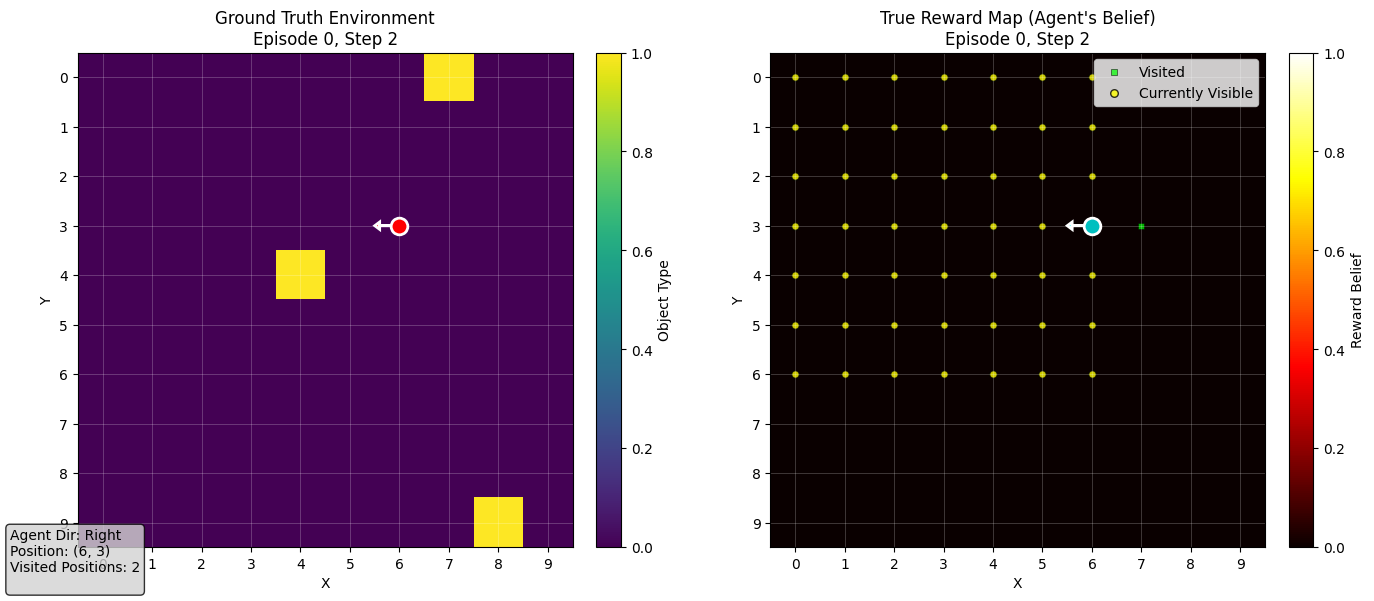 Ground Truth Environment
Episode 0, Step 2
0
1
2
3
4
5
6
7
8
9
Y
0 1 2 3 4 5 6 7 8 9
X
1.0
0.8
0.6
0.4
0.2
0.0
Object Type
Agent Dir: Right
Position: (6, 3)
Visited Positions: 2
True Reward Map (Agent's Belief)
Episode 0, Step 2
Visited
Currently Visible
0
1
2
3
4
5
6
7
8
9
Y
0 1 2 3 4 5 6 7 8 9
X
1.0
0.8
0.6
0.4
0.2
0.0
Reward Belief